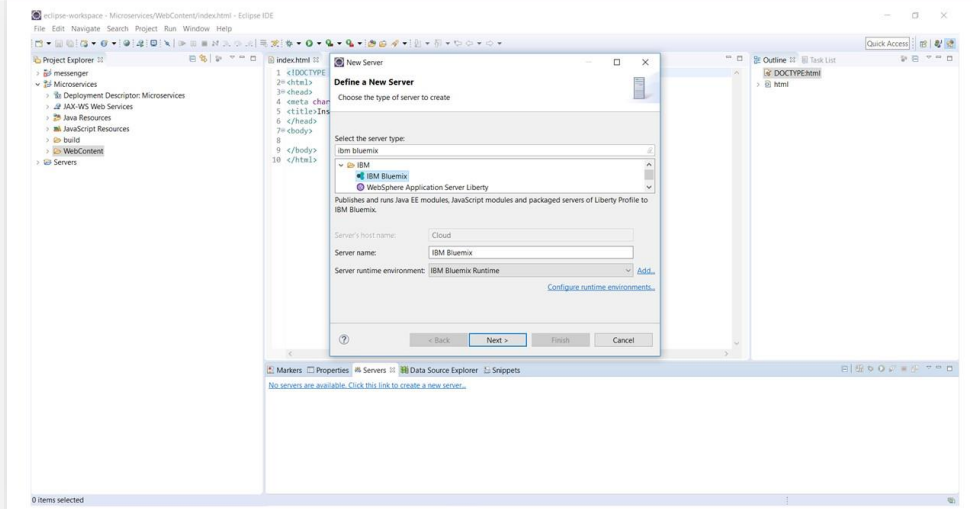 eclipse-workspace - Microservices/WebContent/index.html - Eclipse IDE
File Edit Navigate Search Project Run Window Help
Quick Access
Project Explorer
messenger
Microservices
Deployment Descriptor: Microservices
JAX-WS Web Services
Java Resources
JavaScript Resources
build
WebContent
Servers
index.html
1 <!DOCTYPE
2 <html>
3 <head>
4 <meta char
5 <title>Ins
6 </head>
7 <body>
8
9 </body>
10 </html>
New Server
Define a New Server
Choose the type of server to create
Select the server type:
ibm bluemix
IBM
IBM Bluemix
WebSphere Application Server Liberty
Publishes and runs Java EE modules, JavaScript modules and packaged servers of Liberty Profile to
IBM Bluemix.
Server's host name: Cloud
Server name: IBM Bluemix
Server runtime environment: IBM Bluemix Runtime Add...
Configure runtime environments...
< Back Next > Finish Cancel
Outline Task List
DOCTYPE:html
html
Markers Properties Servers Data Source Explorer Snippets
No servers are available. Click this link to create a new server...
0 items selected